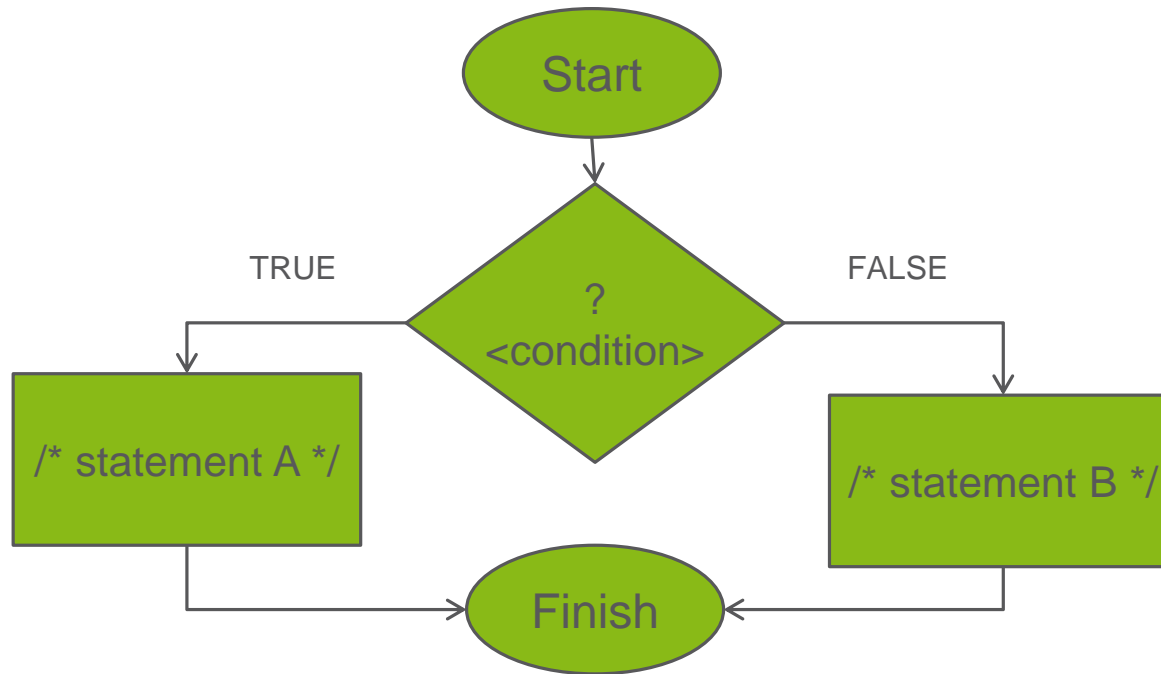 Start
TRUE
FALSE
?
<condition>
/* statement A */
/* statement B */
Finish